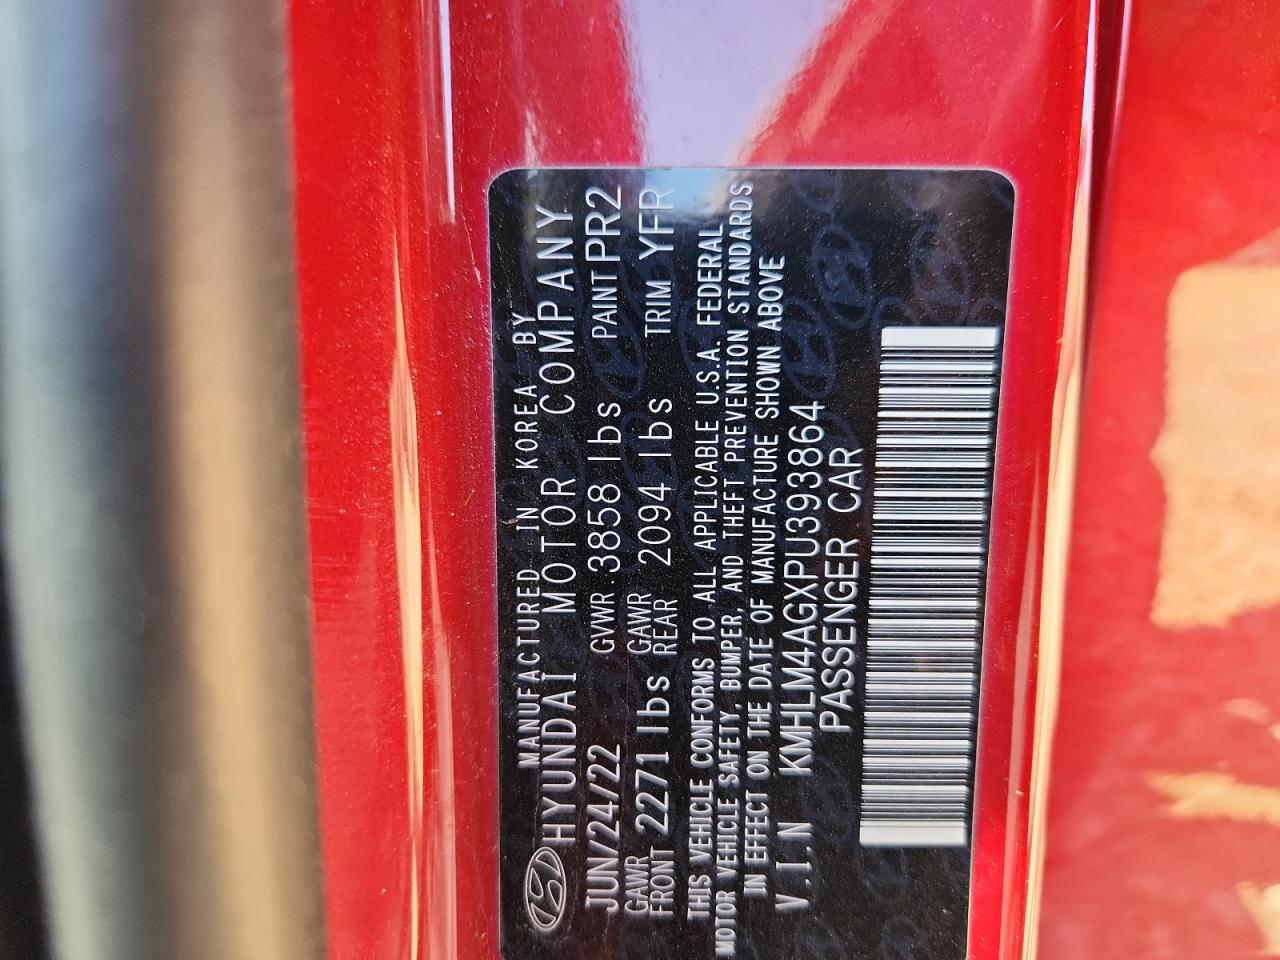 MANUFACTURED IN KOREA BY
HYUNDAI MOTOR COMPANY
JUN/24/22 GVWR 3858 lbs PAINT PR2
GAWR FRONT 2271 lbs GAWR REAR 2094 lbs TRIM YFR
THIS VEHICLE CONFORMS TO ALL APPLICABLE U.S.A. FEDERAL
MOTOR VEHICLE SAFETY, BUMPER, AND THEFT PREVENTION STANDARDS
IN EFFECT ON THE DATE OF MANUFACTURE SHOWN ABOVE
V.I.N KMHLM4AGXPU393864
PASSENGER CAR